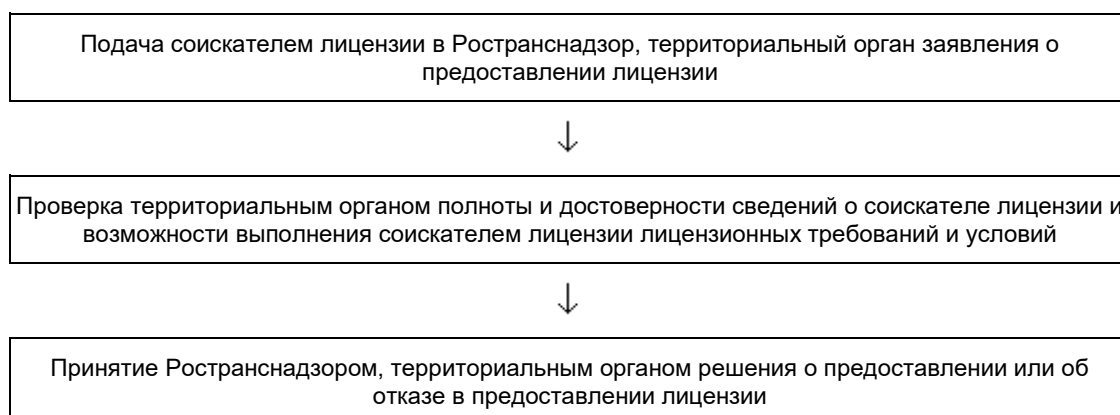 Подача соискателем лицензии в Ространснадзор, территориальный орган заявления о
предоставлении лицензии
↓
Проверка территориальным органом полноты и достоверности сведений о соискателе лицензии и
возможности выполнения соискателем лицензии лицензионных требований и условий
↓
Принятие Ространснадзором, территориальным органом решения о предоставлении или об
отказе в предоставлении лицензии